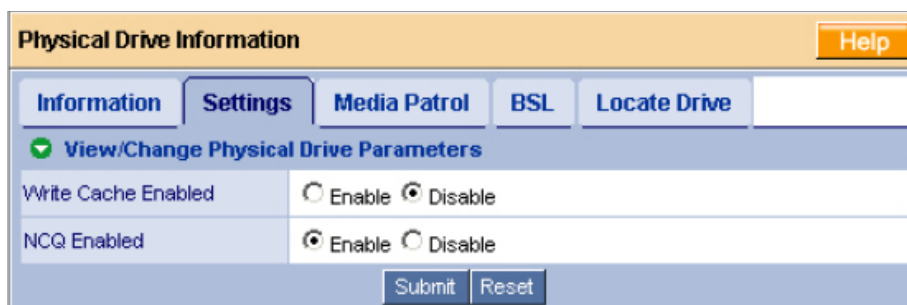 Physical Drive Information Help
Information Settings Media Patrol BSL Locate Drive
View/Change Physical Drive Parameters
Write Cache Enabled Enable Disable
NCQ Enabled Enable Disable
Submit Reset